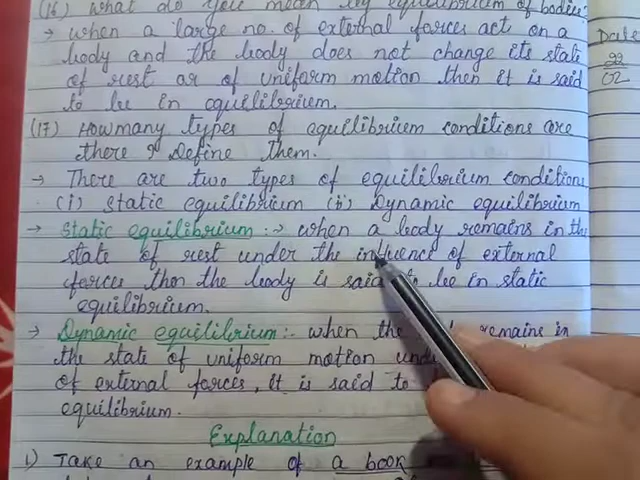 (16) What do you mean by equilibrium of bodies?
→ when a large no. of external forces act on a
body and the body does not change its state
of rest or of uniform motion then it is said
to be in equilibrium.
(17) How many types of equilibrium conditions are
there ? Define them.
→ There are two types of equilibrium conditions
(i) Static equilibrium (ii) Dynamic equilibrium
→ Static equilibrium :→ when a body remains in the
state of rest under the influence of external
forces then the body is said to be in static
equilibrium.
→ Dynamic equilibrium :- when the remains in
the state of uniform motion
of external forces, it is said to
equilibrium.
Explanation
1) Take an example of a book
Date
22
02